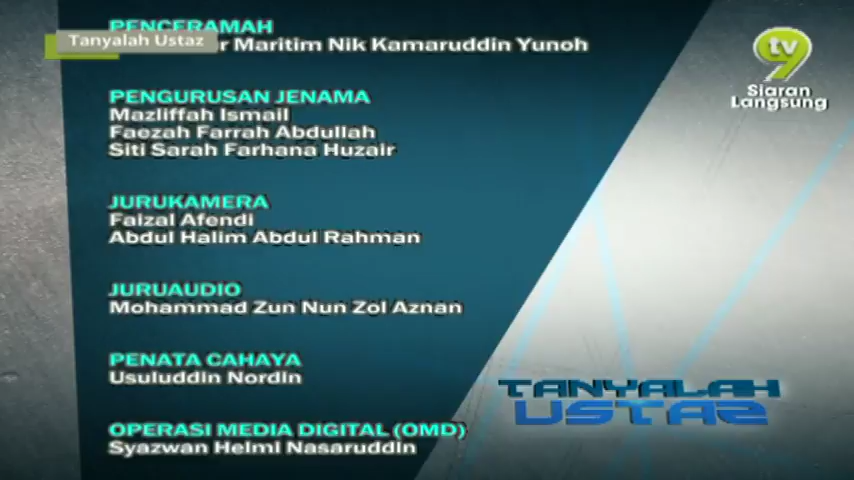 PENCERAMAH
Tanyalah Ustaz
Maritim Nik Kamaruddin Yunoh
PENGURUSAN JENAMA
Mazliffah Ismail
Faezah Farrah Abdullah
Siti Sarah Farhana Huzair
JURUKAMERA
Faizal Afendi
Abdul Halim Abdul Rahman
JURUAUDIO
Mohammad Zun Nun Zol Aznan
PENATA CAHAYA
Usuluddin Nordin
OPERASI MEDIA DIGITAL (OMD)
Syazwan Helmi Nasaruddin
tv
9
Siaran
Langsung
TANYALAH
USTAZ